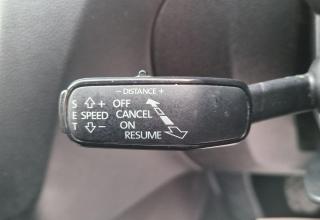 − DISTANCE +
S ⇧ + OFF
E SPEED CANCEL
T ⇩ − ON
RESUME